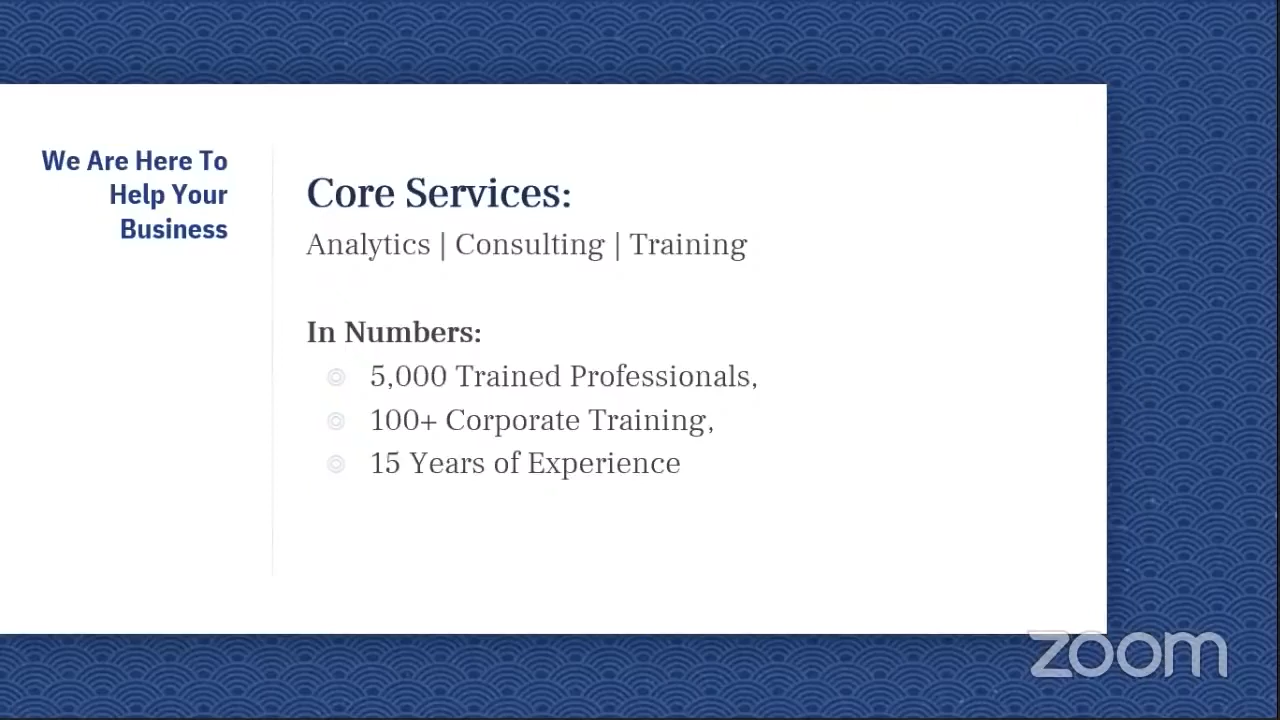 We Are Here To
Help Your
Business
Core Services:
Analytics | Consulting | Training
In Numbers:
5,000 Trained Professionals,
100+ Corporate Training,
15 Years of Experience
zoom